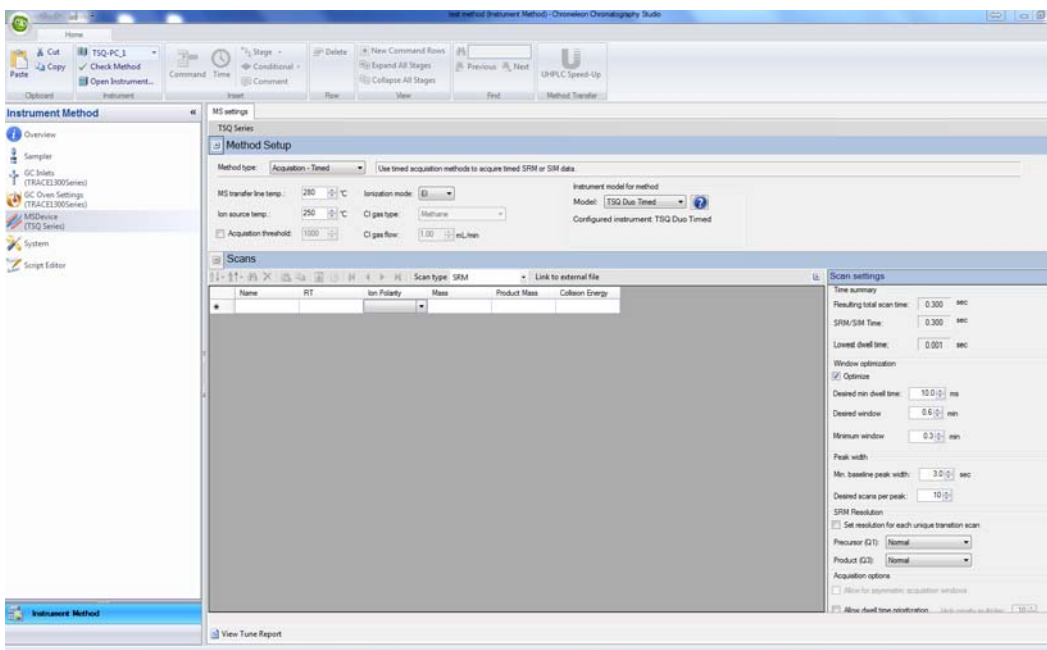 test method (Instrument Method) - Chromeleon Chromatography Studio
Home
Cut
Copy
Paste
Clipboard
TSQ-PC_1
Check Method
Open Instrument...
Instrument
Command
Time
Stage
Conditional
Comment
Insert
Delete
Row
New Command Rows
Expand All Stages
Collapse All Stages
View
Previous
Next
Find
UHPLC Speed-Up
Method Transfer
Instrument Method
Overview
Sampler
GC Inlets
(TRACE1300Series)
GC Oven Settings
(TRACE1300Series)
MSDevice
(TSQ Series)
System
Script Editor
Instrument Method
MS settings
TSQ Series
Method Setup
Method type: Acquisition - Timed Use timed acquisition methods to acquire timed SRM or SIM data.
MS transfer line temp.: 280 °C Ionization mode: EI
Ion source temp.: 250 °C CI gas type: Methane
Acquisition threshold: 1000 CI gas flow: 1.00 mL/min
Instrument model for method
Model: TSQ Duo Timed
Configured instrument: TSQ Duo Timed
Scans
Scan type SRM Link to external file
Name RT Ion Polarity Mass Product Mass Collision Energy
Scan settings
Time summary
Resulting total scan time: 0.300 sec
SRM/SIM Time: 0.300 sec
Lowest dwell time: 0.001 sec
Window optimization
Optimize
Desired min dwell time: 10.0 ms
Desired window 0.6 min
Minimum window 0.3 min
Peak width
Min. baseline peak width: 3.0 sec
Desired scans per peak: 10
SRM Resolution
Set resolution for each unique transition scan
Precursor (Q1): Normal
Product (Q3): Normal
Acquisition options
Allow for asymmetric acquisition windows
Allow dwell time prioritization 10
View Tune Report